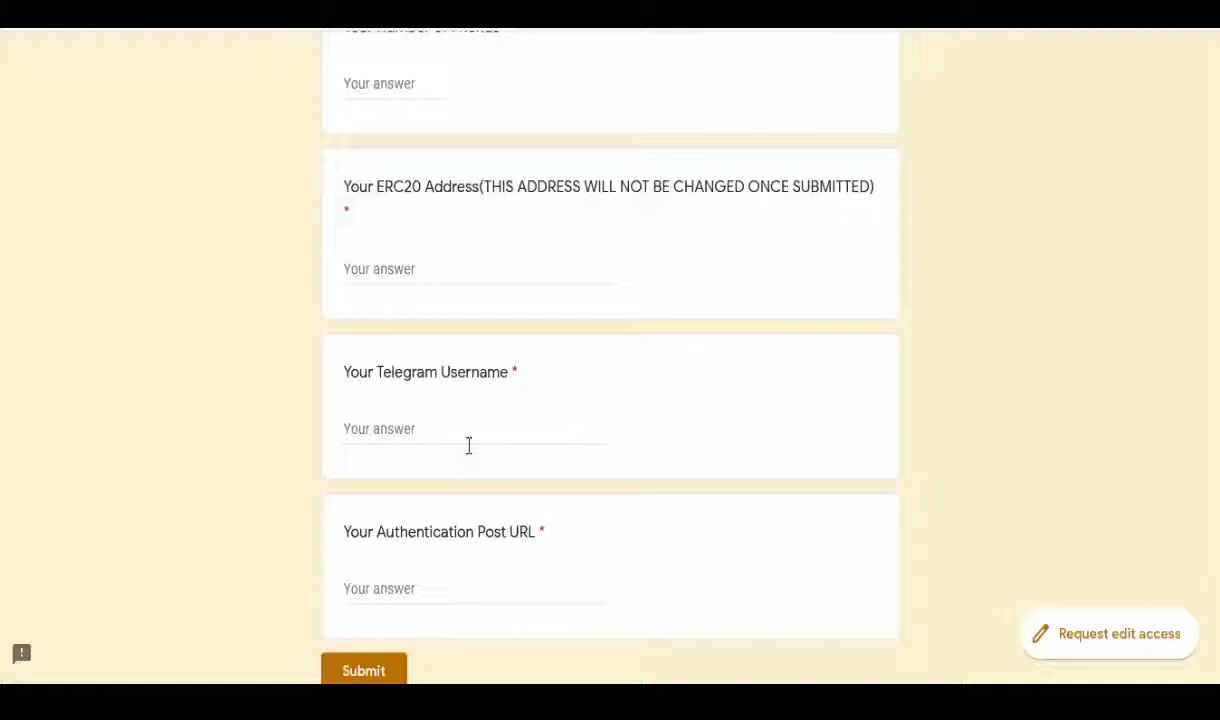 Your answer
Your ERC20 Address(THIS ADDRESS WILL NOT BE CHANGED ONCE SUBMITTED)
*
Your answer
Your Telegram Username *
Your answer
Your Authentication Post URL *
Your answer
Request edit access
!
Submit